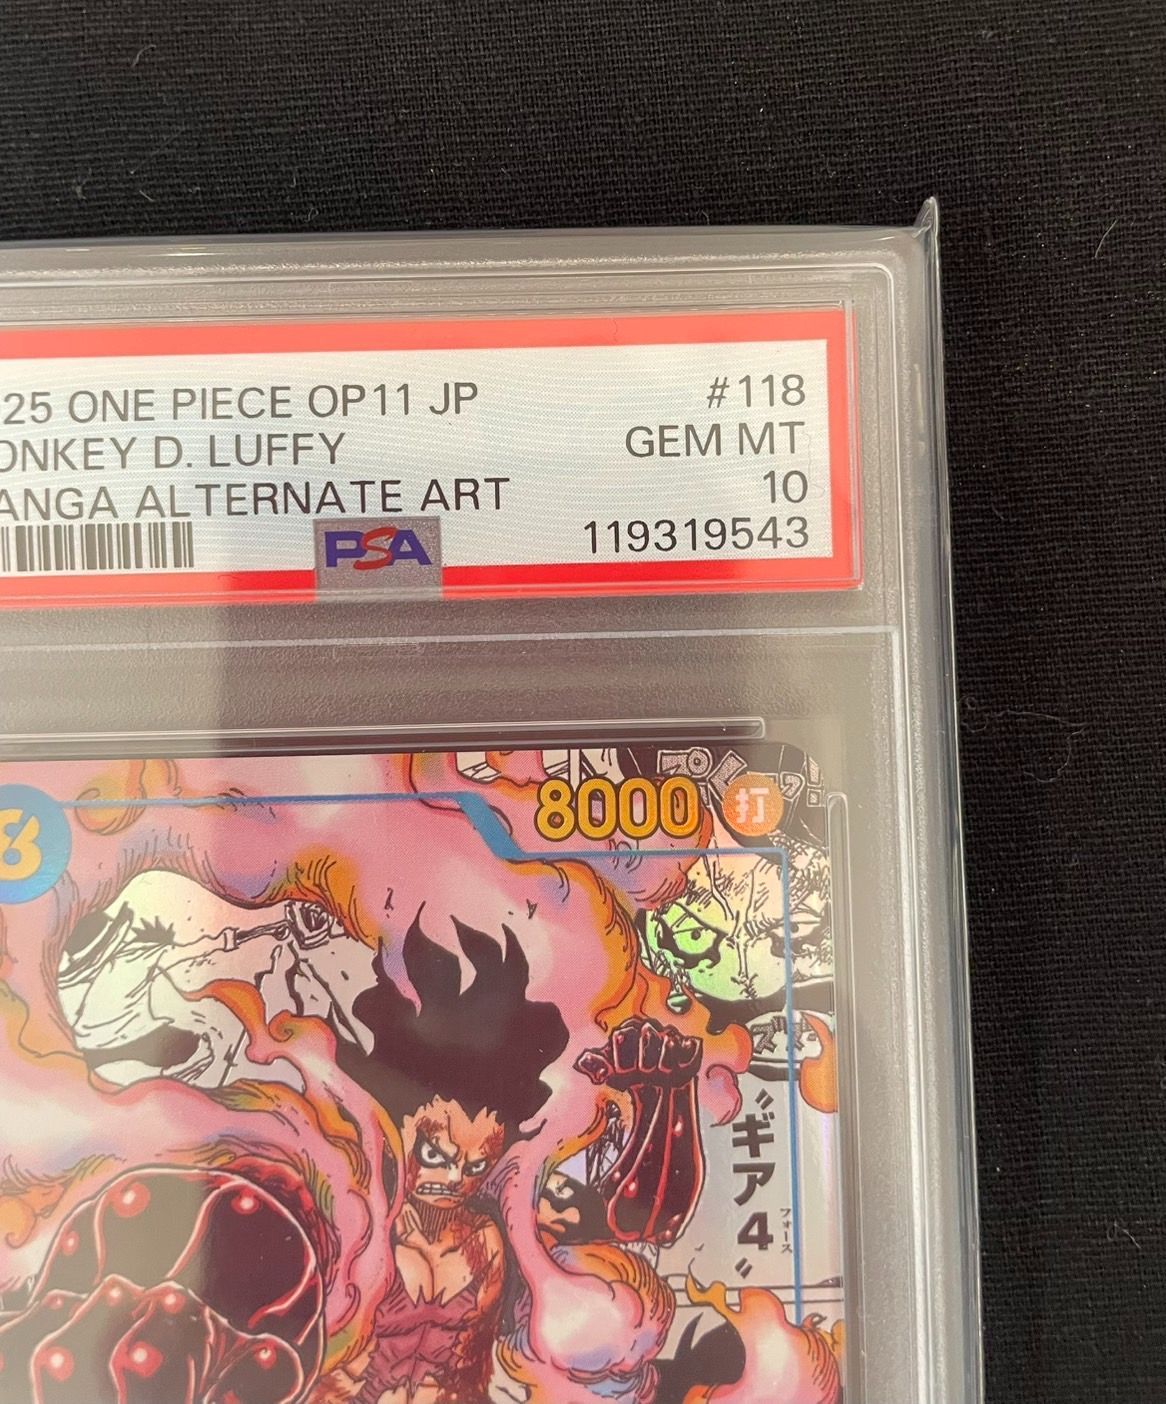 25 ONE PIECE OP11 JP #118
ONKEY D. LUFFY GEM MT
ANGA ALTERNATE ART 10
PSA 119319543
8000 打
8
"ギア4"
フォース